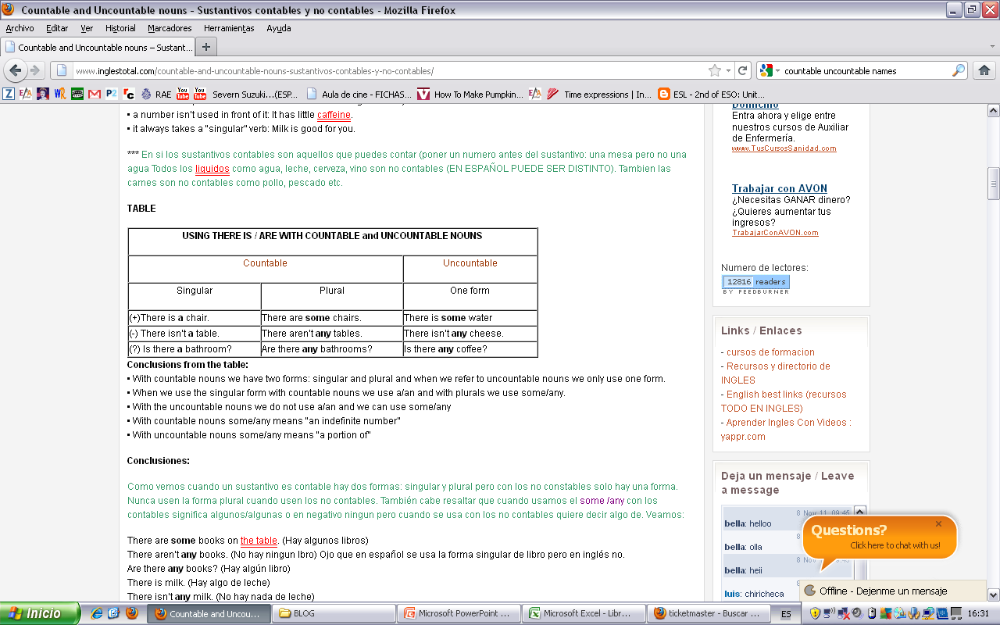 Countable and Uncountable nouns - Sustantivos contables y no contables - Mozilla Firefox
Archivo Editar Ver Historial Marcadores Herramientas Ayuda
Countable and Uncountable nouns – Sustant...
www.inglestotal.com/countable-and-uncountable-nouns-sustantivos-contables-y-no-contables/
countable uncountable names
RAE Severn Suzuki...(ESP... Aula de cine - FICHAS... How To Make Pumpkin... Time expressions | In... ESL - 2nd of ESO: Unit...
• a number isn't used in front of it: It has little caffeine.
• it always takes a "singular" verb: Milk is good for you.
*** En si los sustantivos contables son aquellos que puedes contar (poner un numero antes del sustantivo: una mesa pero no una
agua Todos los liquidos como agua, leche, cerveza, vino son no contables (EN ESPAÑOL PUEDE SER DISTINTO). Tambien las
carnes son no contables como pollo, pescado etc.
TABLE
USING THERE IS / ARE WITH COUNTABLE and UNCOUNTABLE NOUNS
Countable Uncountable
Singular Plural One form
(+)There is a chair. There are some chairs. There is some water
(-) There isn't a table. There aren't any tables. There isn't any cheese.
(?) Is there a bathroom? Are there any bathrooms? Is there any coffee?
Conclusions from the table:
• With countable nouns we have two forms: singular and plural and when we refer to uncountable nouns we only use one form.
• When we use the singular form with countable nouns we use a/an and with plurals we use some/any.
• With the uncountable nouns we do not use a/an and we can use some/any
• With countable nouns some/any means "an indefinite number"
• With uncountable nouns some/any means "a portion of"
Conclusiones:
Como vemos cuando un sustantivo es contable hay dos formas: singular y plural pero con los no constables solo hay una forma.
Nunca usen la forma plural cuando usen los no contables. También cabe resaltar que cuando usamos el some /any con los
contables significa algunos/algunas o en negativo ningun pero cuando se usa con los no contables quiere decir algo de. Veamos:
There are some books on the table. (Hay algunos libros)
There aren't any books. (No hay ningun lbro) Ojo que en español se usa la forma singular de libro pero en inglés no.
Are there any books? (Hay algún libro)
There is milk. (Hay algo de leche)
There isn't any milk. (No hay nada de leche)
Domicilio
Entra ahora y elige entre
nuestros cursos de Auxiliar
de Enfermería.
www.TusCursosSanidad.com
Trabajar con AVON
¿Necesitas GANAR dinero?
¿Quieres aumentar tus
ingresos?
TrabajarConAVON.com
Numero de lectores:
12816 readers
BY FEEDBURNER
Links / Enlaces
- cursos de formacion
- Recursos y directorio de
INGLES
- English best links (recursos
TODO EN INGLES)
- Aprender Ingles Con Videos :
yappr.com
Deja un mensaje / Leave
a message
8 Nov 11, 09:45
bella: helloo
bella: olla
bella: heii
luis: chiricheca
Questions?
Click here to chat with us!
Offline - Dejenme un mensaje
Inicio
Countable and Uncou...
BLOG
Microsoft PowerPoint ...
Microsoft Excel - Libr...
ticketmaster - Buscar ...
ES
16:31